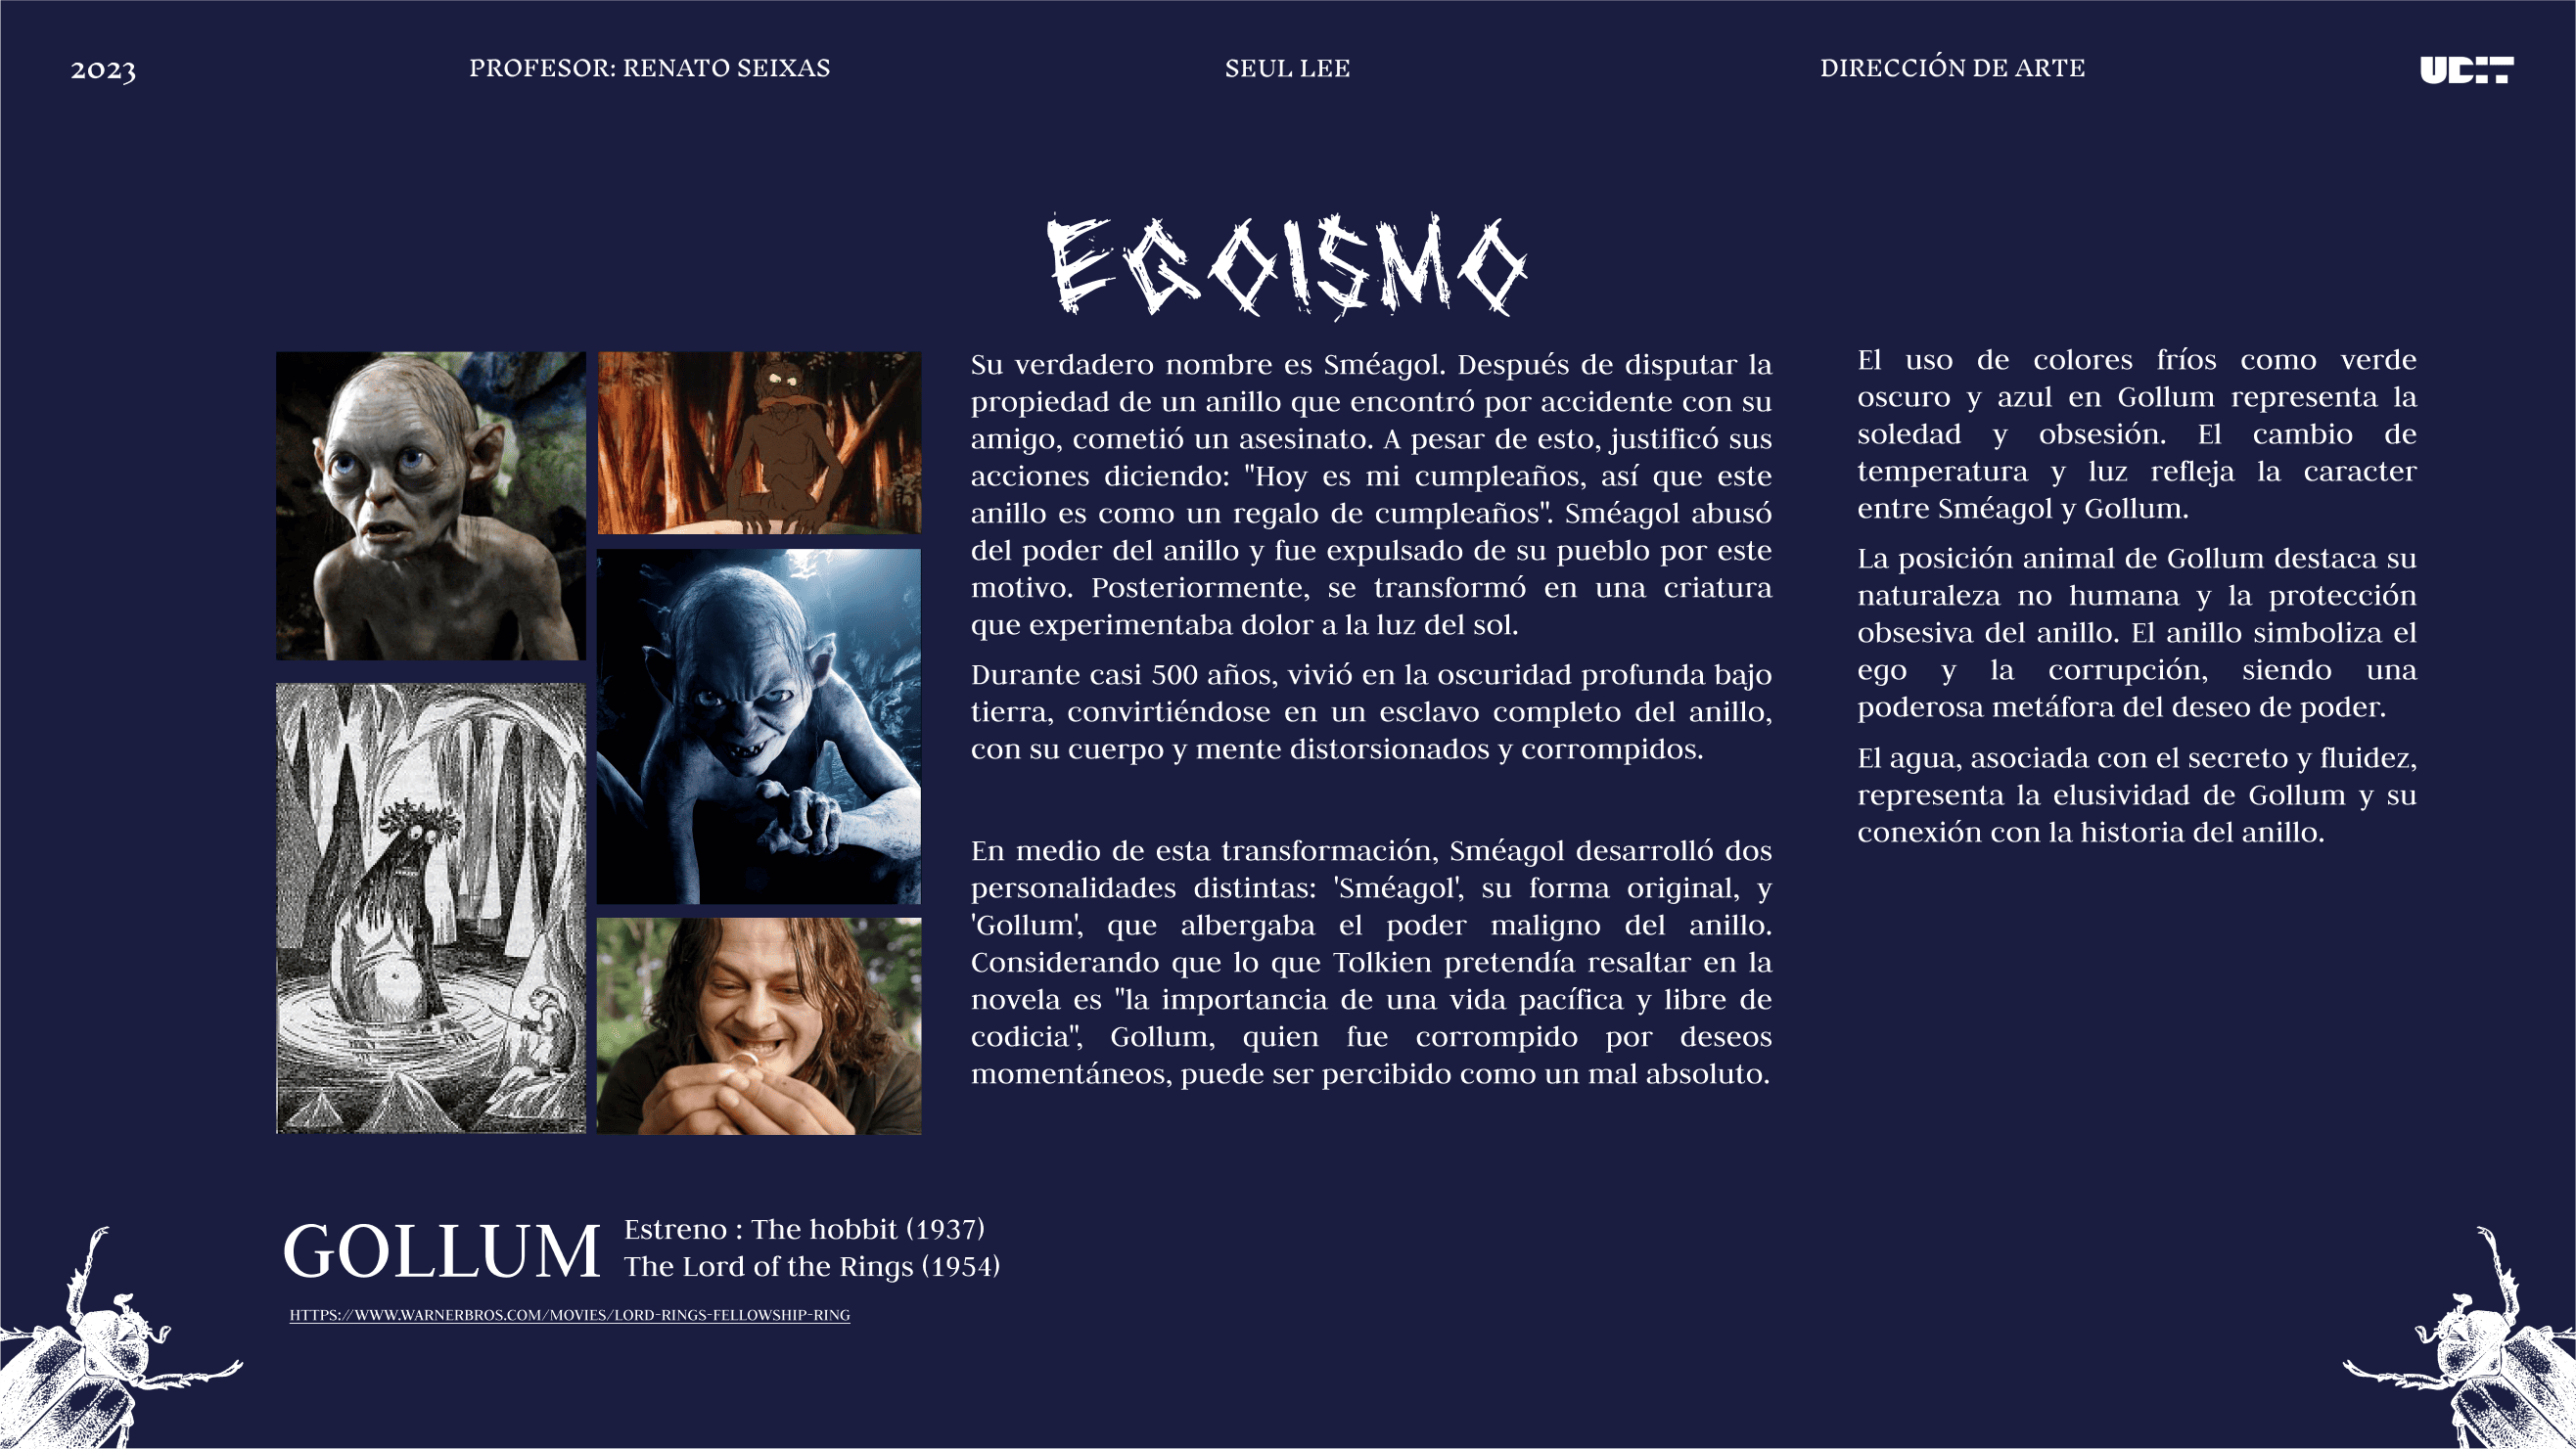 2023
PROFESOR: RENATO SEIXAS
SEUL LEE
DIRECCIÓN DE ARTE
UDIT
EGOISMO
Su verdadero nombre es Sméagol. Después de disputar la
propiedad de un anillo que encontró por accidente con su
amigo, cometió un asesinato. A pesar de esto, justificó sus
acciones diciendo: "Hoy es mi cumpleaños, así que este
anillo es como un regalo de cumpleaños". Sméagol abusó
del poder del anillo y fue expulsado de su pueblo por este
motivo. Posteriormente, se transformó en una criatura
que experimentaba dolor a la luz del sol.
Durante casi 500 años, vivió en la oscuridad profunda bajo
tierra, convirtiéndose en un esclavo completo del anillo,
con su cuerpo y mente distorsionados y corrompidos.
En medio de esta transformación, Sméagol desarrolló dos
personalidades distintas: 'Sméagol', su forma original, y
'Gollum', que albergaba el poder maligno del anillo.
Considerando que lo que Tolkien pretendía resaltar en la
novela es "la importancia de una vida pacífica y libre de
codicia", Gollum, quien fue corrompido por deseos
momentáneos, puede ser percibido como un mal absoluto.
El uso de colores fríos como verde
oscuro y azul en Gollum representa la
soledad y obsesión. El cambio de
temperatura y luz refleja la caracter
entre Sméagol y Gollum.
La posición animal de Gollum destaca su
naturaleza no humana y la protección
obsesiva del anillo. El anillo simboliza el
ego y la corrupción, siendo una
poderosa metáfora del deseo de poder.
El agua, asociada con el secreto y fluidez,
representa la elusividad de Gollum y su
conexión con la historia del anillo.
GOLLUM
Estreno : The hobbit (1937)
The Lord of the Rings (1954)
HTTPS://WWW.WARNERBROS.COM/MOVIES/LORD-RINGS-FELLOWSHIP-RING